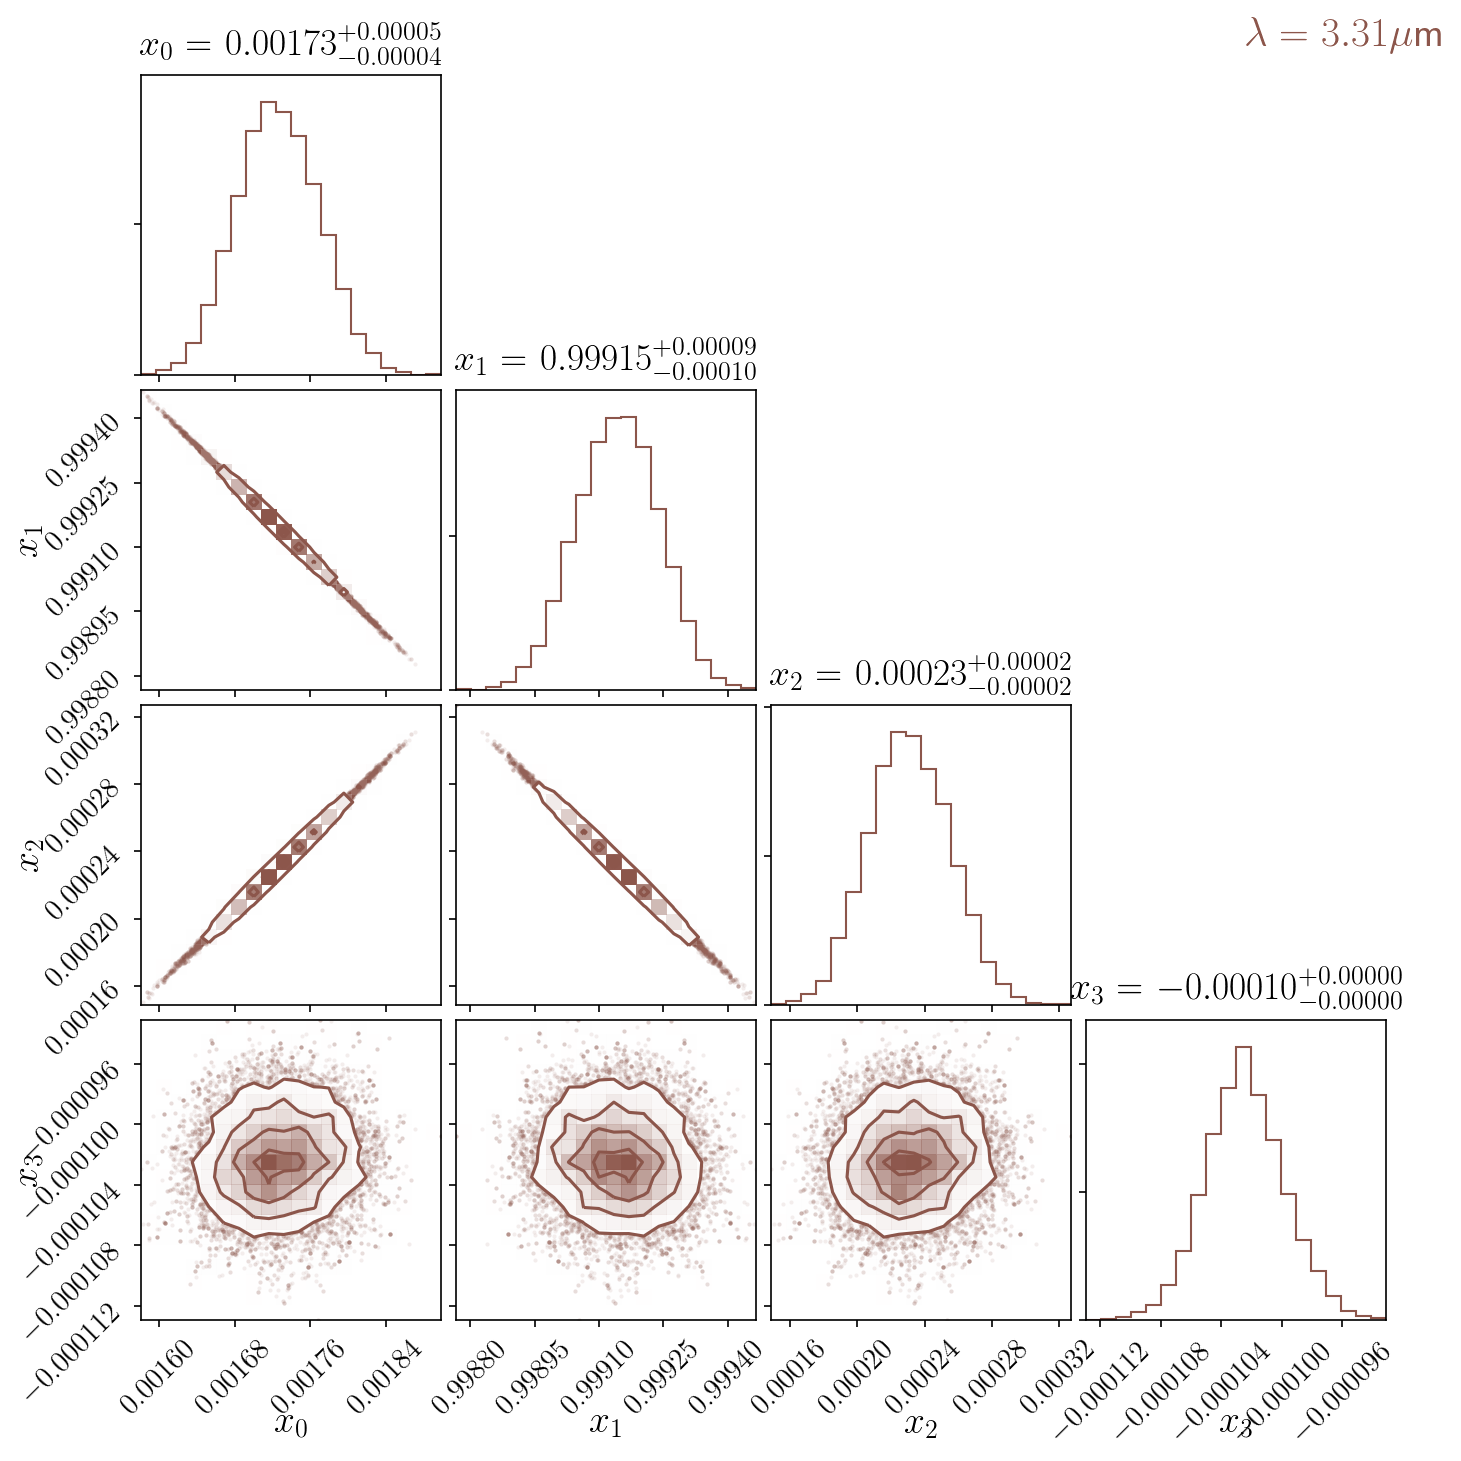 λ = 3.31μm
x₀ = 0.00173 +0.00005 −0.00004
x₁ = 0.99915 +0.00009 −0.00010
x₁
0.99940
0.99925
0.99910
0.99895
0.99880
x₂ = 0.00023 +0.00002 −0.00002
x₂
0.00032
0.00028
0.00024
0.00020
0.00016
x₃ = −0.00010 +0.00000 −0.00000
x₃
−0.000096
−0.000100
−0.000104
−0.000108
−0.000112
0.00160 0.00168 0.00176 0.00184
0.99880 0.99895 0.99910 0.99925 0.99940
0.00016 0.00020 0.00024 0.00028 0.00032
−0.000112 −0.000108 −0.000104 −0.000100 −0.000096
x₀ x₁ x₂ x₃